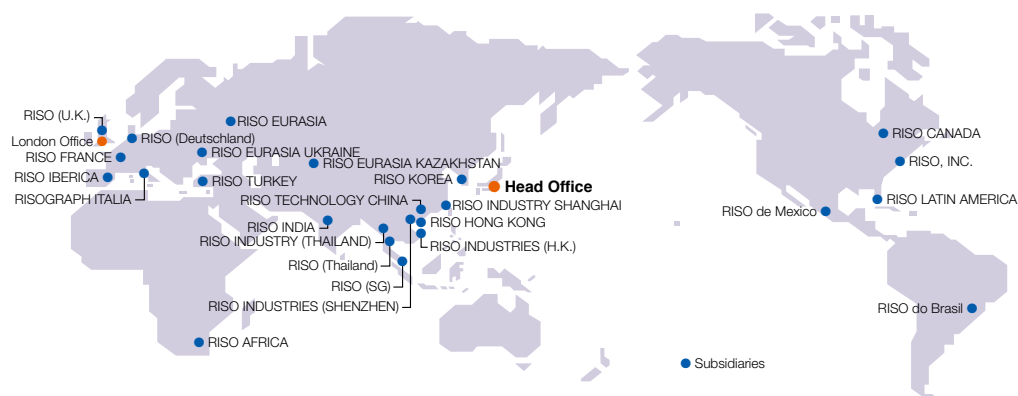 RISO (U.K.)
London Office
RISO FRANCE
RISO IBERICA
RISOGRAPH ITALIA
RISO (Deutschland)
RISO EURASIA
RISO EURASIA UKRAINE
RISO TURKEY
RISO EURASIA KAZAKHSTAN
RISO KOREA
Head Office
RISO TECHNOLOGY CHINA
RISO INDUSTRY SHANGHAI
RISO HONG KONG
RISO INDUSTRIES (H.K.)
RISO INDIA
RISO INDUSTRY (THAILAND)
RISO (Thailand)
RISO (SG)
RISO INDUSTRIES (SHENZHEN)
RISO AFRICA
RISO CANADA
RISO, INC.
RISO LATIN AMERICA
RISO de Mexico
RISO do Brasil
Subsidiaries